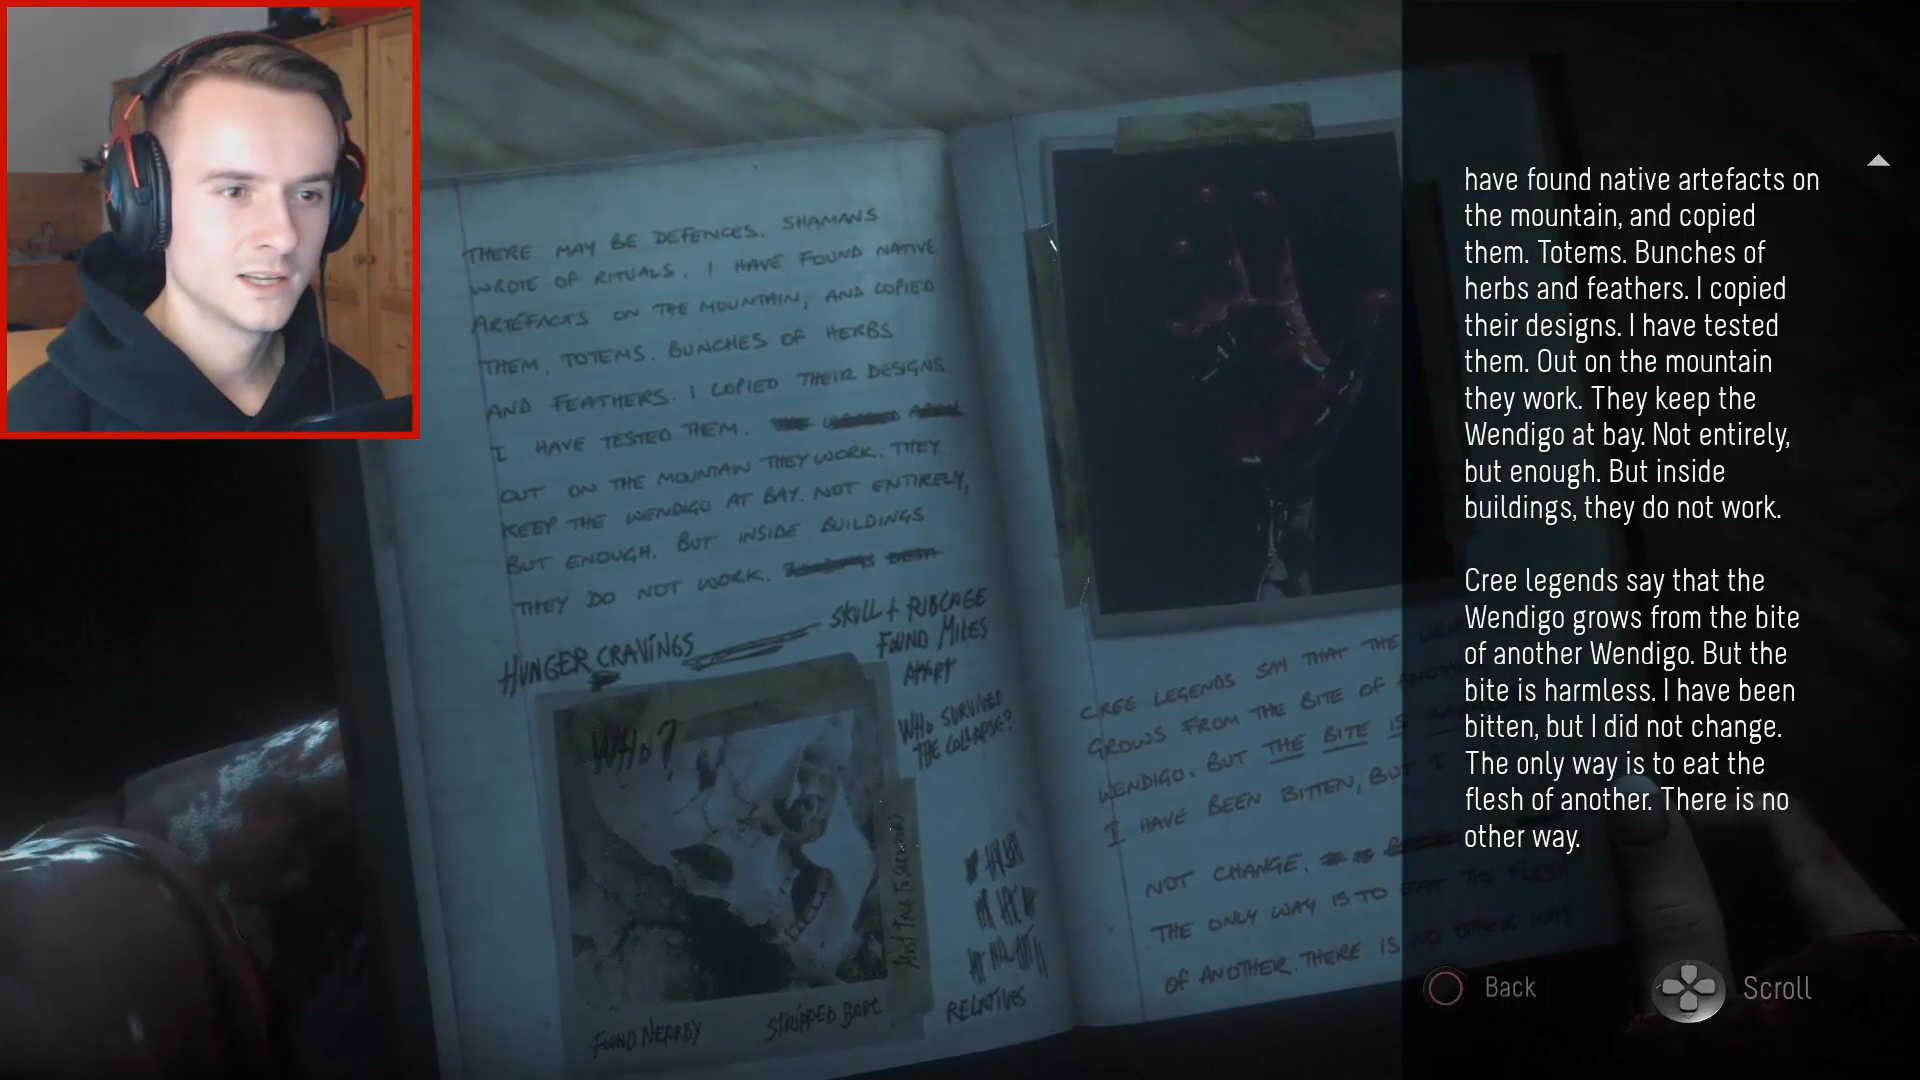 THERE MAY BE DEFENCES. SHAMANS
WROTE OF RITUALS. I HAVE FOUND NATIVE
ARTEFACTS ON THE MOUNTAIN, AND COPIED
THEM. TOTEMS. BUNCHES OF HERBS
AND FEATHERS. I COPIED THEIR DESIGNS.
I HAVE TESTED THEM.
OUT ON THE MOUNTAIN THEY WORK. THEY
KEEP THE WENDIGO AT BAY. NOT ENTIRELY,
BUT ENOUGH. BUT INSIDE BUILDINGS
THEY DO NOT WORK.
HUNGER CRAVINGS
SKULL + RIBCAGE
FOUND MILES
APART
WHO?
WHO SURVIVED
THE COLLAPSE?
FOUND NEARBY
STRIPPED BARE
RELATIVES
CREE LEGENDS SAY THAT THE
GROWS FROM THE BITE OF ANOTHER
WENDIGO. BUT THE BITE IS
I HAVE BEEN BITTEN, BUT I
NOT CHANGE.
THE ONLY WAY IS TO EAT THE FLESH
OF ANOTHER. THERE IS NO OTHER WAY
have found native artefacts on
the mountain, and copied
them. Totems. Bunches of
herbs and feathers. I copied
their designs. I have tested
them. Out on the mountain
they work. They keep the
Wendigo at bay. Not entirely,
but enough. But inside
buildings, they do not work.
Cree legends say that the
Wendigo grows from the bite
of another Wendigo. But the
bite is harmless. I have been
bitten, but I did not change.
The only way is to eat the
flesh of another. There is no
other way.
Back
Scroll